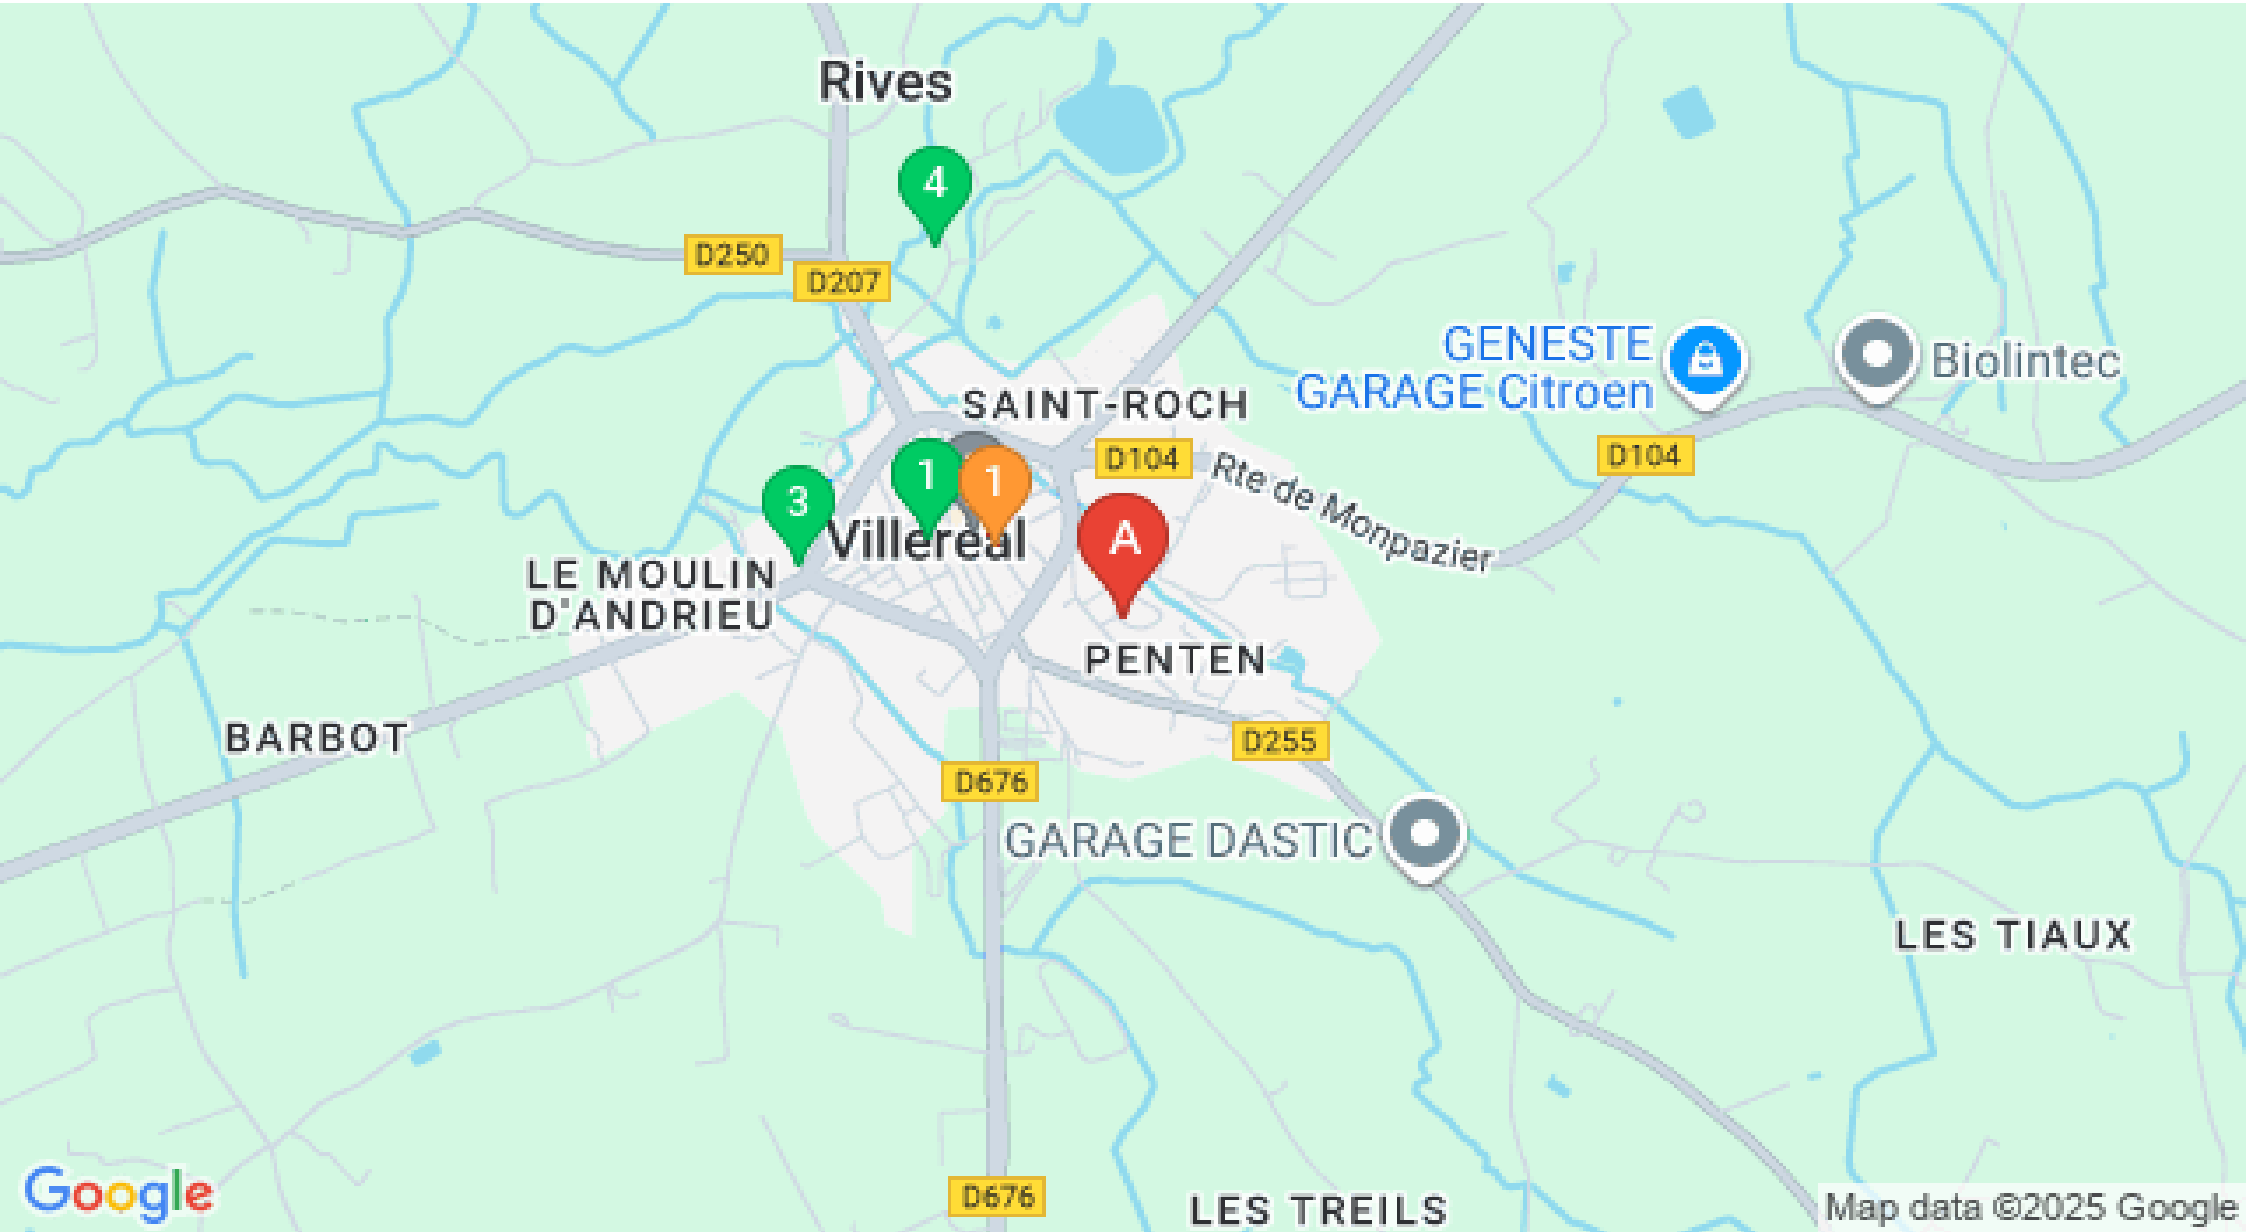 Rives
4
D250
D207
GENESTE
GARAGE Citroen
Biolintec
SAINT-ROCH
D104
Rte de Monpazier
D104
1
1
3
A
Villeréal
LE MOULIN
D'ANDRIEU
PENTEN
BARBOT
D255
D676
GARAGE DASTIC
LES TIAUX
Google
D676
LES TREILS
Map data ©2025 Google